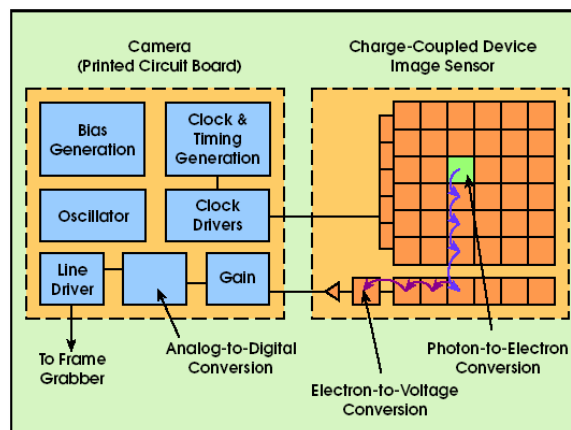 Camera
(Printed Circuit Board)
Charge-Coupled Device
Image Sensor
Bias
Generation
Clock &
Timing
Generation
Oscillator
Clock
Drivers
Line
Driver
Gain
To Frame
Grabber
Analog-to-Digital
Conversion
Electron-to-Voltage
Conversion
Photon-to-Electron
Conversion